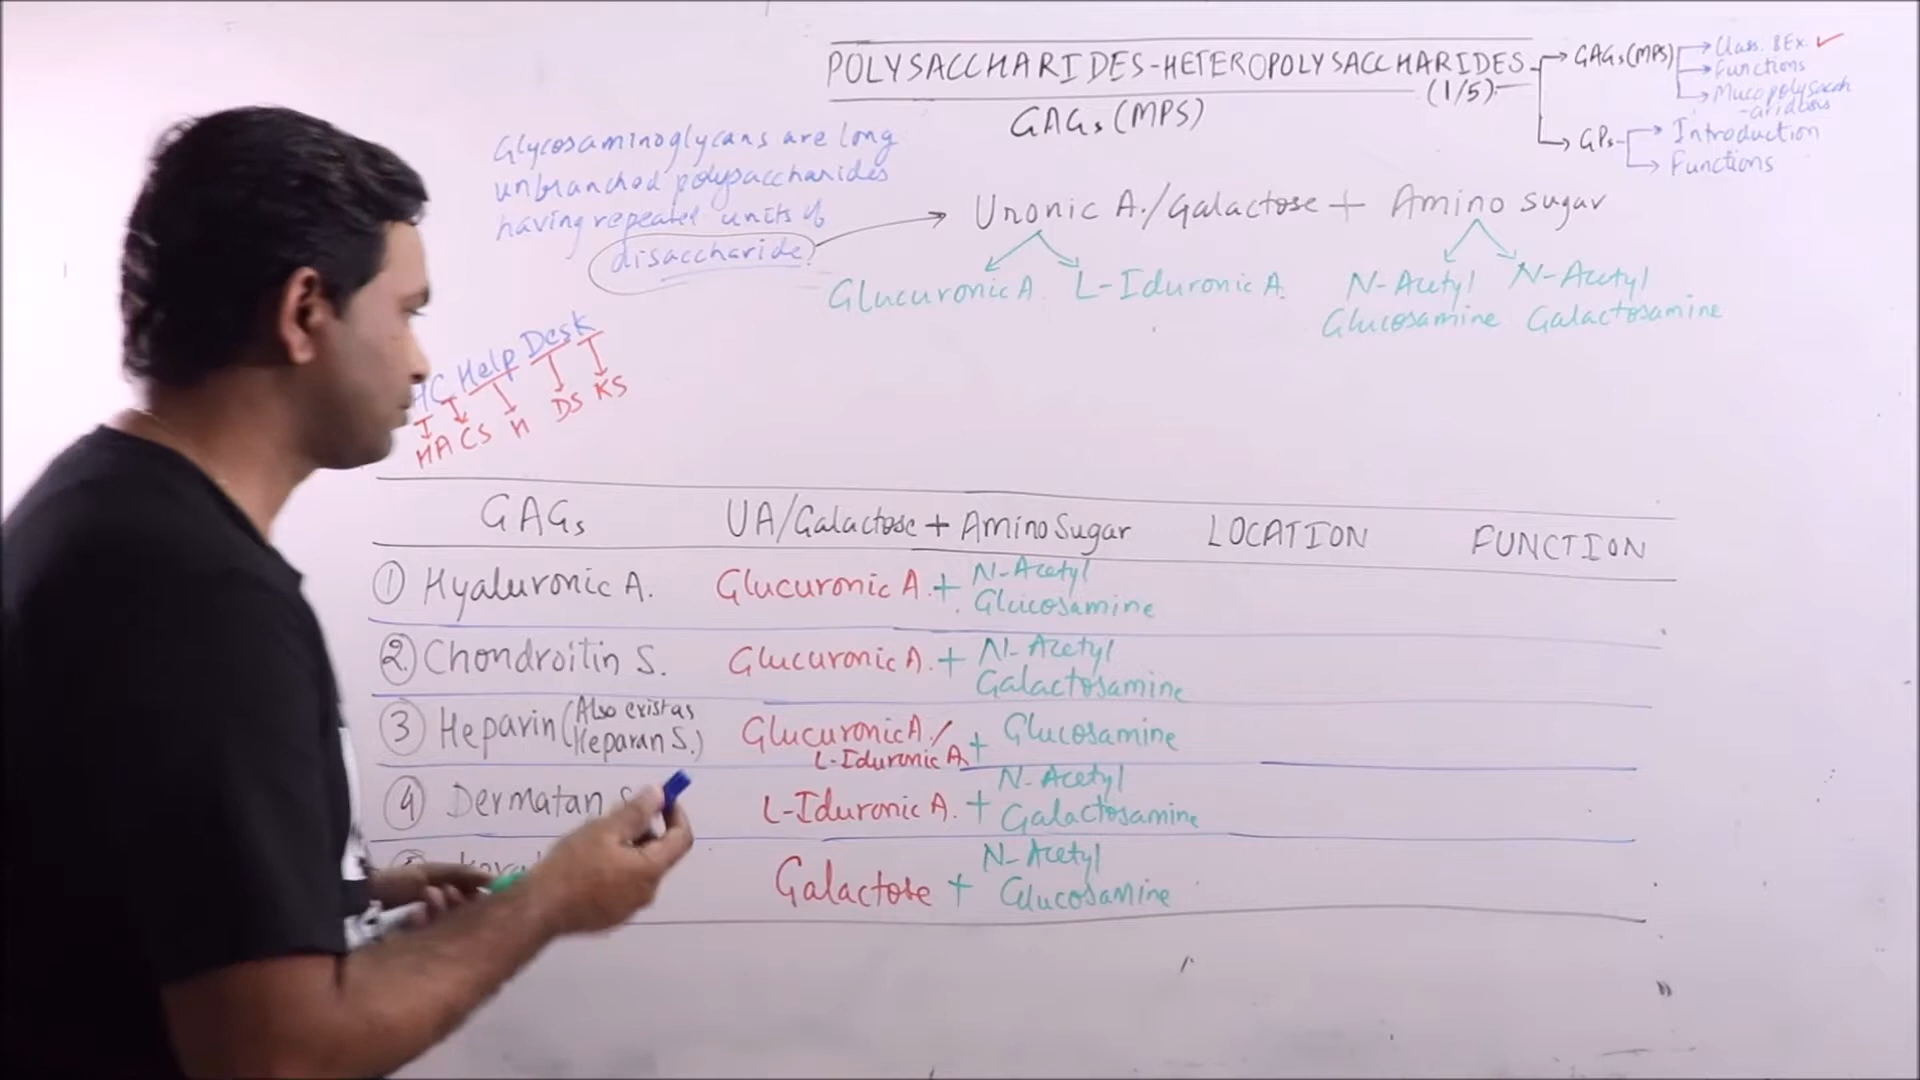 POLYSACCHARIDES-HETEROPOLYSACCHARIDES
(1/5)
GAGs (MPS)
GAGs (MPS)
Class. & Ex. ✓
Functions
Mucopolysacch
-aridosis
GPs
Introduction
Functions
Glycosaminoglycans are long
unbranched polysaccharides
having repeated units of
disaccharide.
Uronic A./Galactose + Amino sugar
Glucuronic A. L-Iduronic A.
N-Acetyl
Glucosamine
N-Acetyl
Galactosamine
HC Help Desk
HA CS H DS KS
GAGs UA/Galactose + Amino Sugar LOCATION FUNCTION
1 Hyaluronic A. Glucuronic A. + N-Acetyl
Glucosamine
2. Chondroitin S. Glucuronic A. + N-Acetyl
Galactosamine
3 Heparin (Also exist as
Heparan S.) Glucuronic A./
L-Iduronic A. + Glucosamine
4 Dermatan S L-Iduronic A. + N-Acetyl
Galactosamine
Galactose + N-Acetyl
Glucosamine